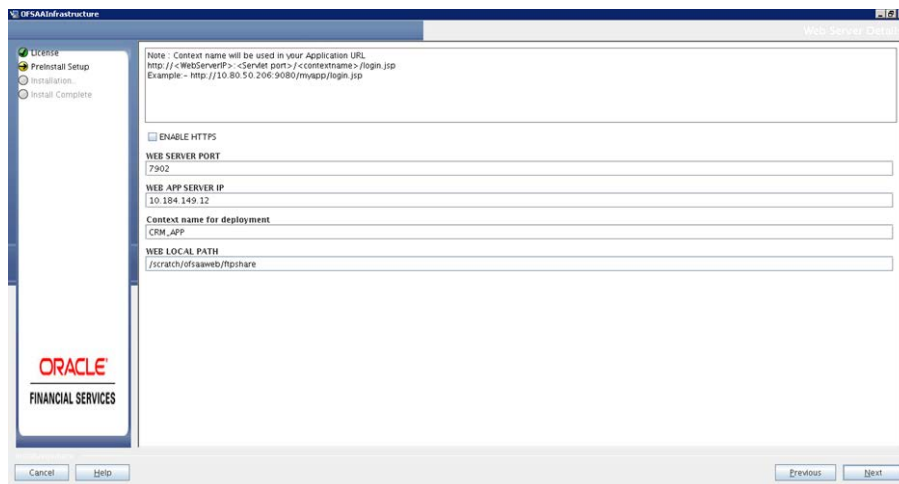 OFSAAInfrastructure
Web Server Detail
License
PreInstall Setup
Installation..
Install Complete
Note : Context name will be used in your Application URL
http://<WebServerIP>:<Servlet port>/<contextname>/login.jsp
Example:- http://10.80.50.206:9080/myapp/login.jsp
ENABLE HTTPS
WEB SERVER PORT
7902
WEB APP SERVER IP
10.184.149.12
Context name for deployment
CRM_APP
WEB LOCAL PATH
/scratch/ofsaaweb/ftpshare
ORACLE
FINANCIAL SERVICES
Cancel
Help
Previous
Next